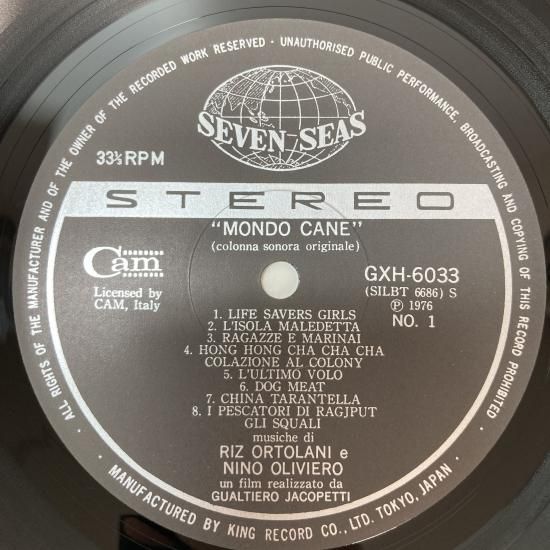 ALL RIGHTS OF THE MANUFACTURER AND OF THE OWNER OF THE RECORDED WORK RESERVED · UNAUTHORISED PUBLIC PERFORMANCE, BROADCASTING AND COPYING OF THIS RECORD PROHIBITED
SEVEN SEAS
33⅓ RPM
STEREO
"MONDO CANE"
(colonna sonora originale)
Cam
Licensed by
CAM, Italy
GXH-6033
(SILBT 6686) S
Ⓟ 1976
NO. 1
1. LIFE SAVERS GIRLS
2. L'ISOLA MALEDETTA
3. RAGAZZE E MARINAI
4. HONG HONG CHA CHA CHA
COLAZIONE AL COLONY
5. L'ULTIMO VOLO
6. DOG MEAT
7. CHINA TARANTELLA
8. I PESCATORI DI RAGJPUT
GLI SQUALI
musiche di
RIZ ORTOLANI e
NINO OLIVIERO
un film realizzato da
GUALTIERO JACOPETTI
· MANUFACTURED BY KING RECORD CO., LTD. TOKYO, JAPAN ·